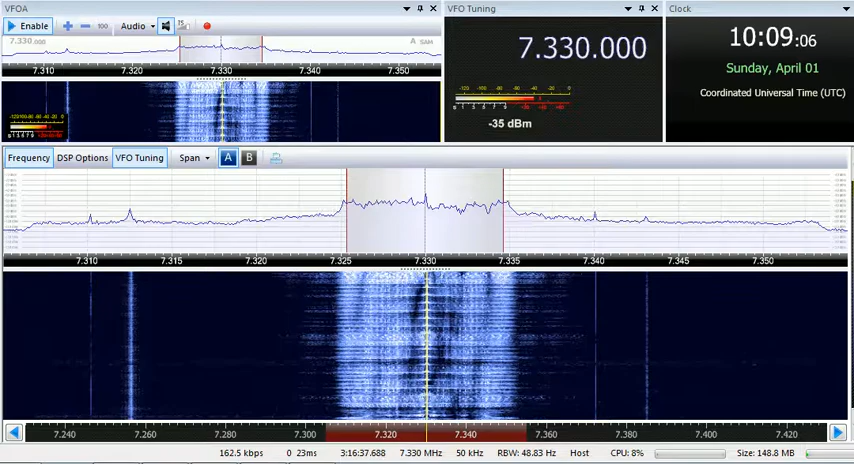 VFOA
Enable
100
Audio
7.330.000
A SAM
7.310 7.320 7.330 7.340 7.350
VFO Tuning
7.330.000
-35 dBm
Clock
10:09:06
Sunday, April 01
Coordinated Universal Time (UTC)
Frequency DSP Options VFO Tuning Span A B
7.310 7.315 7.320 7.325 7.330 7.335 7.340 7.345 7.350
7.240 7.260 7.280 7.300 7.320 7.340 7.360 7.380 7.400 7.420
162.5 kbps 0 23ms 3:16:37.688 7.330 MHz 50 kHz RBW: 48.83 Hz Host CPU: 8% Size: 148.8 MB